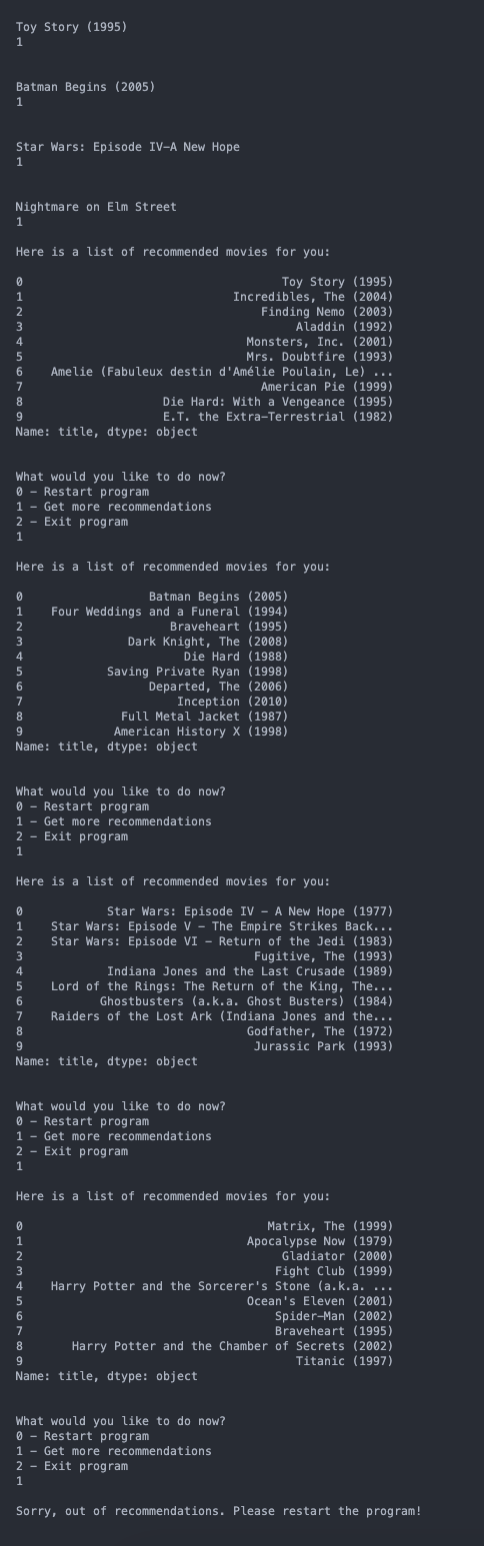 Toy Story (1995)
1
Batman Begins (2005)
1
Star Wars: Episode IV-A New Hope
1
Nightmare on Elm Street
1
Here is a list of recommended movies for you:
0 Toy Story (1995)
1 Incredibles, The (2004)
2 Finding Nemo (2003)
3 Aladdin (1992)
4 Monsters, Inc. (2001)
5 Mrs. Doubtfire (1993)
6 Amelie (Fabuleux destin d'Amélie Poulain, Le) ...
7 American Pie (1999)
8 Die Hard: With a Vengeance (1995)
9 E.T. the Extra-Terrestrial (1982)
Name: title, dtype: object
What would you like to do now?
0 - Restart program
1 - Get more recommendations
2 - Exit program
1
Here is a list of recommended movies for you:
0 Batman Begins (2005)
1 Four Weddings and a Funeral (1994)
2 Braveheart (1995)
3 Dark Knight, The (2008)
4 Die Hard (1988)
5 Saving Private Ryan (1998)
6 Departed, The (2006)
7 Inception (2010)
8 Full Metal Jacket (1987)
9 American History X (1998)
Name: title, dtype: object
What would you like to do now?
0 - Restart program
1 - Get more recommendations
2 - Exit program
1
Here is a list of recommended movies for you:
0 Star Wars: Episode IV - A New Hope (1977)
1 Star Wars: Episode V - The Empire Strikes Back...
2 Star Wars: Episode VI - Return of the Jedi (1983)
3 Fugitive, The (1993)
4 Indiana Jones and the Last Crusade (1989)
5 Lord of the Rings: The Return of the King, The...
6 Ghostbusters (a.k.a. Ghost Busters) (1984)
7 Raiders of the Lost Ark (Indiana Jones and the...
8 Godfather, The (1972)
9 Jurassic Park (1993)
Name: title, dtype: object
What would you like to do now?
0 - Restart program
1 - Get more recommendations
2 - Exit program
1
Here is a list of recommended movies for you:
0 Matrix, The (1999)
1 Apocalypse Now (1979)
2 Gladiator (2000)
3 Fight Club (1999)
4 Harry Potter and the Sorcerer's Stone (a.k.a. ...
5 Ocean's Eleven (2001)
6 Spider-Man (2002)
7 Braveheart (1995)
8 Harry Potter and the Chamber of Secrets (2002)
9 Titanic (1997)
Name: title, dtype: object
What would you like to do now?
0 - Restart program
1 - Get more recommendations
2 - Exit program
1
Sorry, out of recommendations. Please restart the program!